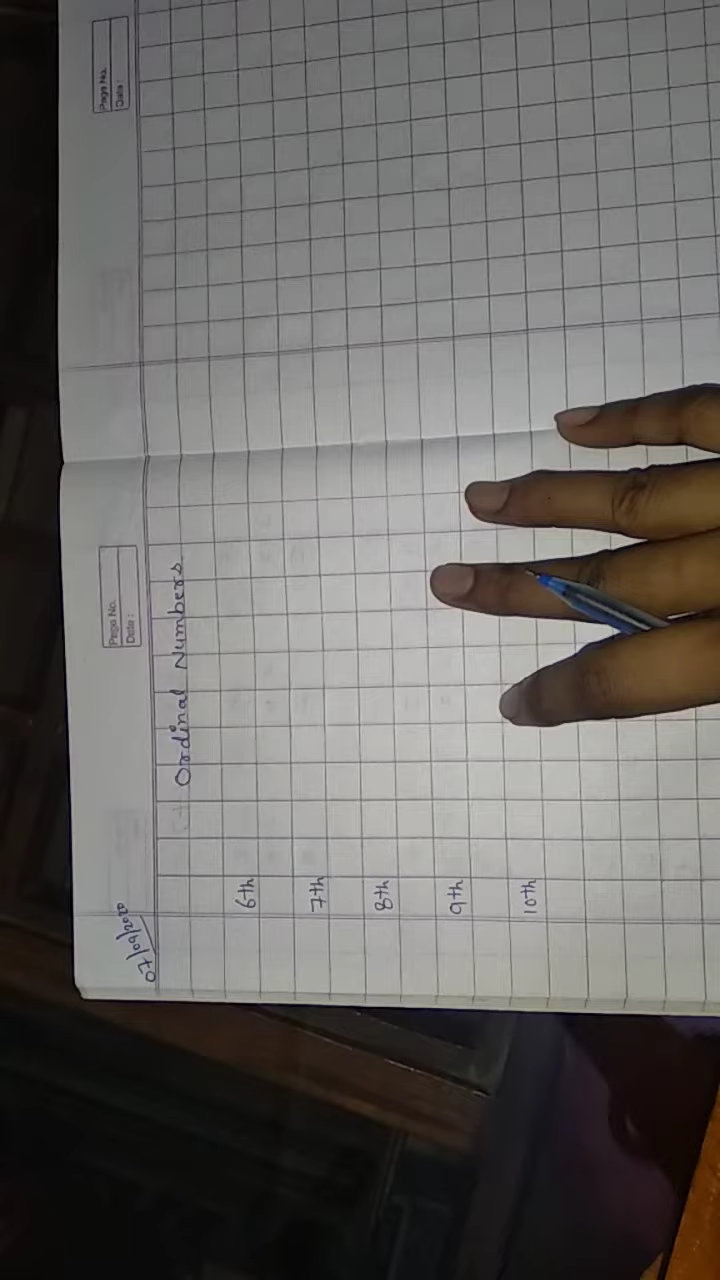 07/09/2020
Page No.
Date :
Ordinal Numbers
6th
7th
8th
9th
10th
Page No.
Date :